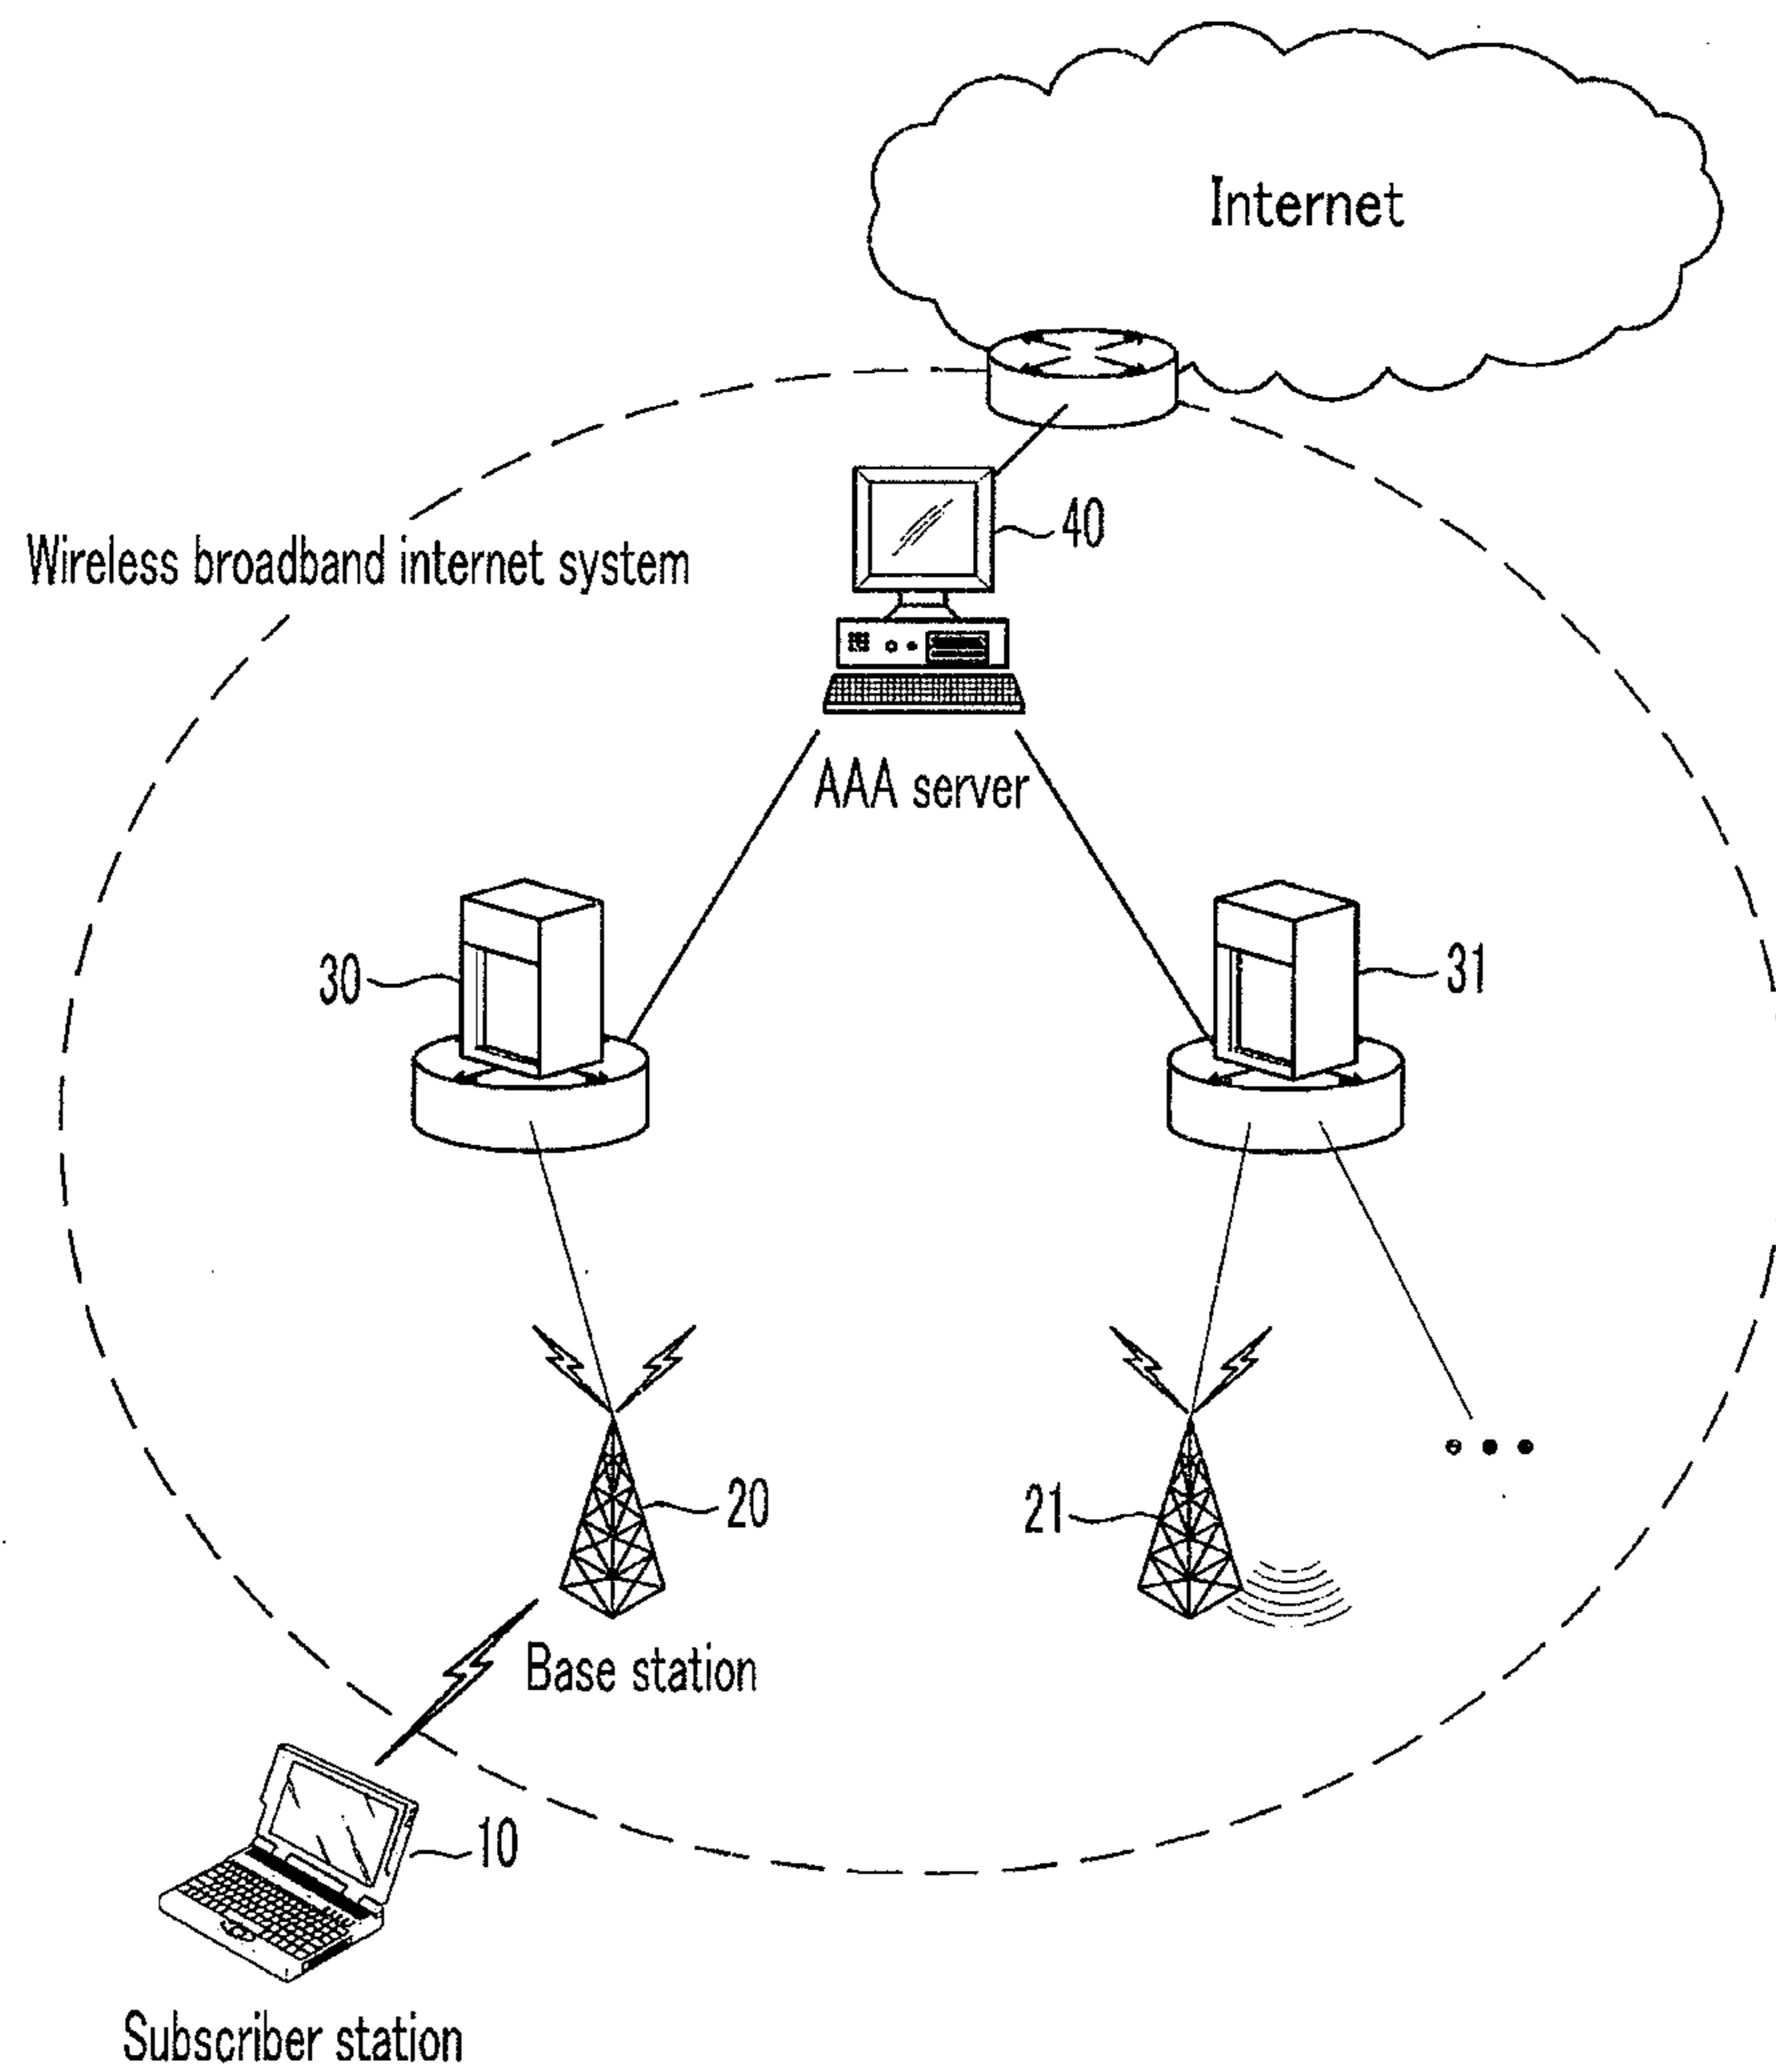 Internet
40
Wireless broadband internet system
AAA server
30
31
20
21
Base station
10
Subscriber station